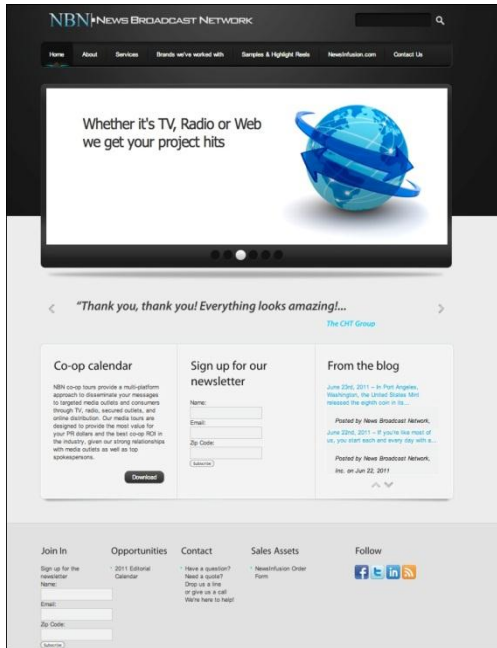 NBN News Broadcast Network
Home About Services Brands we've worked with Samples & Highlight Reels NewsInfusion.com Contact Us
Whether it's TV, Radio or Web
we get your project hits
"Thank you, thank you! Everything looks amazing!...
The CHT Group
Co-op calendar
NBN co-op tours provide a multi-platform
approach to disseminate your messages
to targeted media outlets and consumers
through TV, radio, secured outlets, and
online distribution. Our media tours are
designed to provide the most value for
your PR dollars and the best co-op ROI in
the industry, given our strong relationships
with media outlets as well as top
spokespersons.
Download
Sign up for our
newsletter
Name:
Email:
Zip Code:
Subscribe
From the blog
June 23rd, 2011 – In Port Angeles,
Washington, the United States Mint
released the eighth coin in its...
Posted by News Broadcast Network,
June 22nd, 2011 – If you're like most of
us, you start each and every day with a...
Posted by News Broadcast Network,
Inc. on Jun 22, 2011
Join In
Sign up for the
newsletter
Name:
Email:
Zip Code:
Subscribe
Opportunities
2011 Editorial
Calendar
Contact
Have a question?
Need a quote?
Drop us a line
or give us a call
We're here to help!
Sales Assets
NewsInfusion Order
Form
Follow